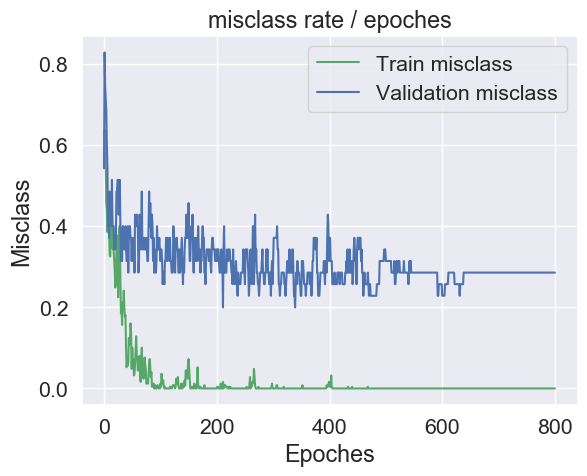 misclass rate / epoches
Train misclass
Validation misclass
Misclass
0.8
0.6
0.4
0.2
0.0
0 200 400 600 800
Epoches